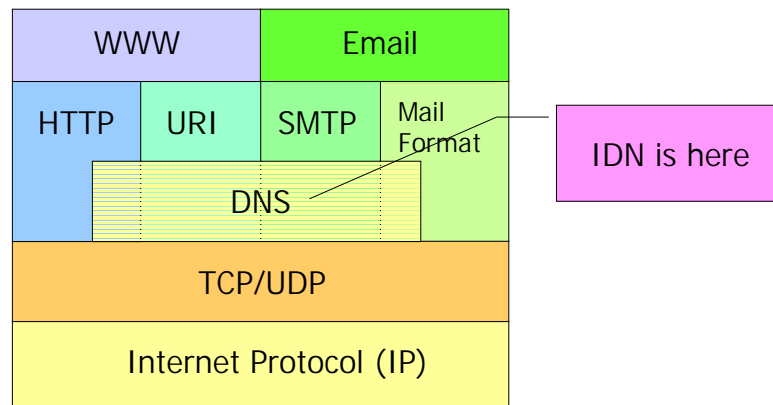 WWW
Email
HTTP
URI
SMTP
Mail
Format
IDN is here
DNS
TCP/UDP
Internet Protocol (IP)